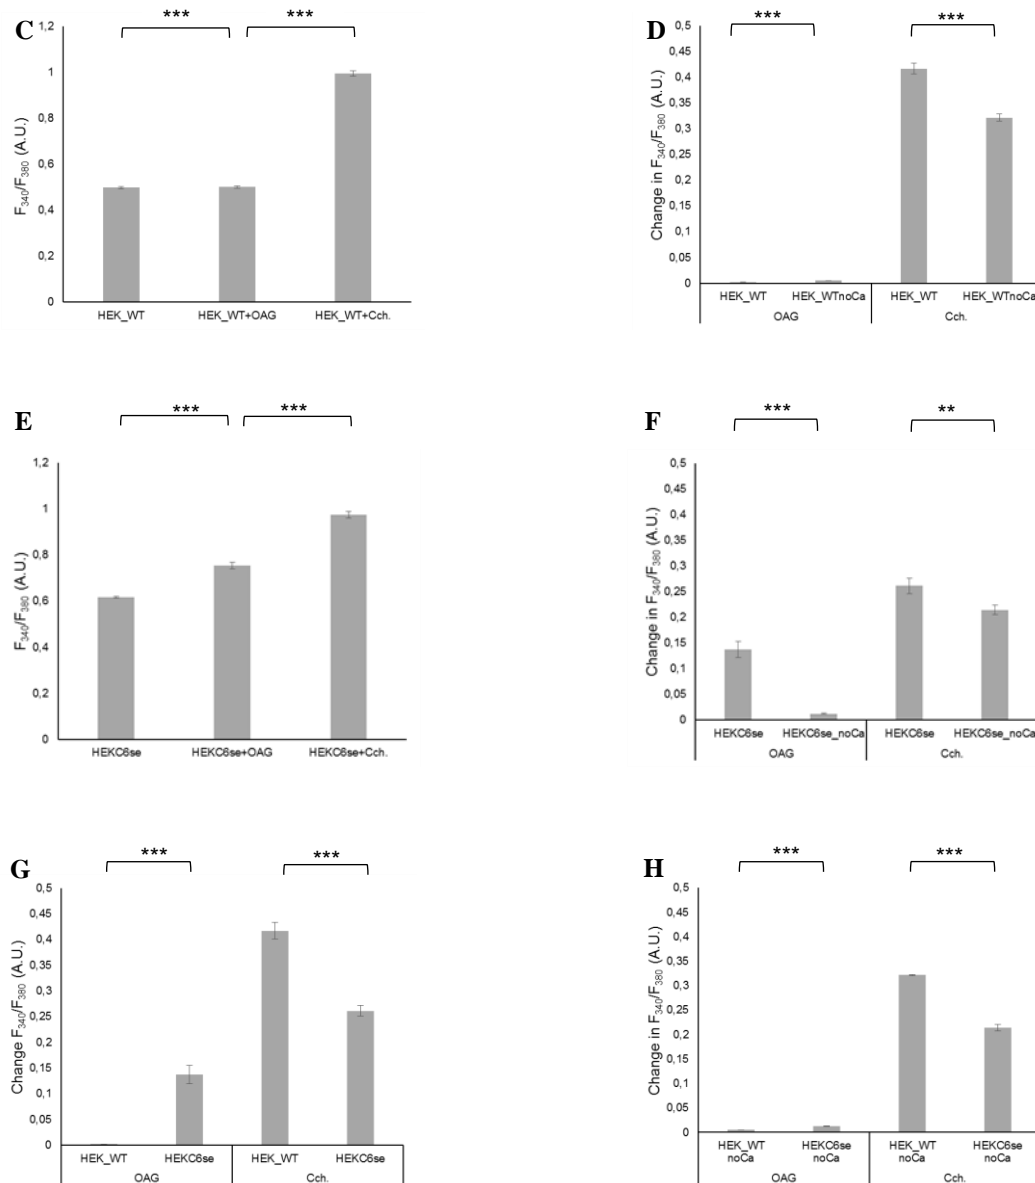 C
*** ***
F340/F380 (A.U.)
1,2
1
0,8
0,6
0,4
0,2
0
HEK_WT HEK_WT+OAG HEK_WT+Cch.
D
*** ***
Change in F340/F380 (A.U.)
0,5
0,45
0,4
0,35
0,3
0,25
0,2
0,15
0,1
0,05
0
HEK_WT HEK_WTnoCa HEK_WT HEK_WTnoCa
OAG Cch.
E
*** ***
F340/F380 (A.U.)
1,2
1
0,8
0,6
0,4
0,2
0
HEKC6se HEKC6se+OAG HEKC6se+Cch.
F
*** **
Change in F340/F380 (A.U.)
0,5
0,45
0,4
0,35
0,3
0,25
0,2
0,15
0,1
0,05
0
HEKC6se HEKC6se_noCa HEKC6se HEKC6se_noCa
OAG Cch.
G
*** ***
Change F340/F380 (A.U.)
0,5
0,45
0,4
0,35
0,3
0,25
0,2
0,15
0,1
0,05
0
HEK_WT HEKC6se HEK_WT HEKC6se
OAG Cch.
H
*** ***
Change in F340/F380 (A.U.)
0,5
0,45
0,4
0,35
0,3
0,25
0,2
0,15
0,1
0,05
0
HEK_WT HEKC6se HEK_WT HEKC6se
noCa noCa noCa noCa
OAG Cch.